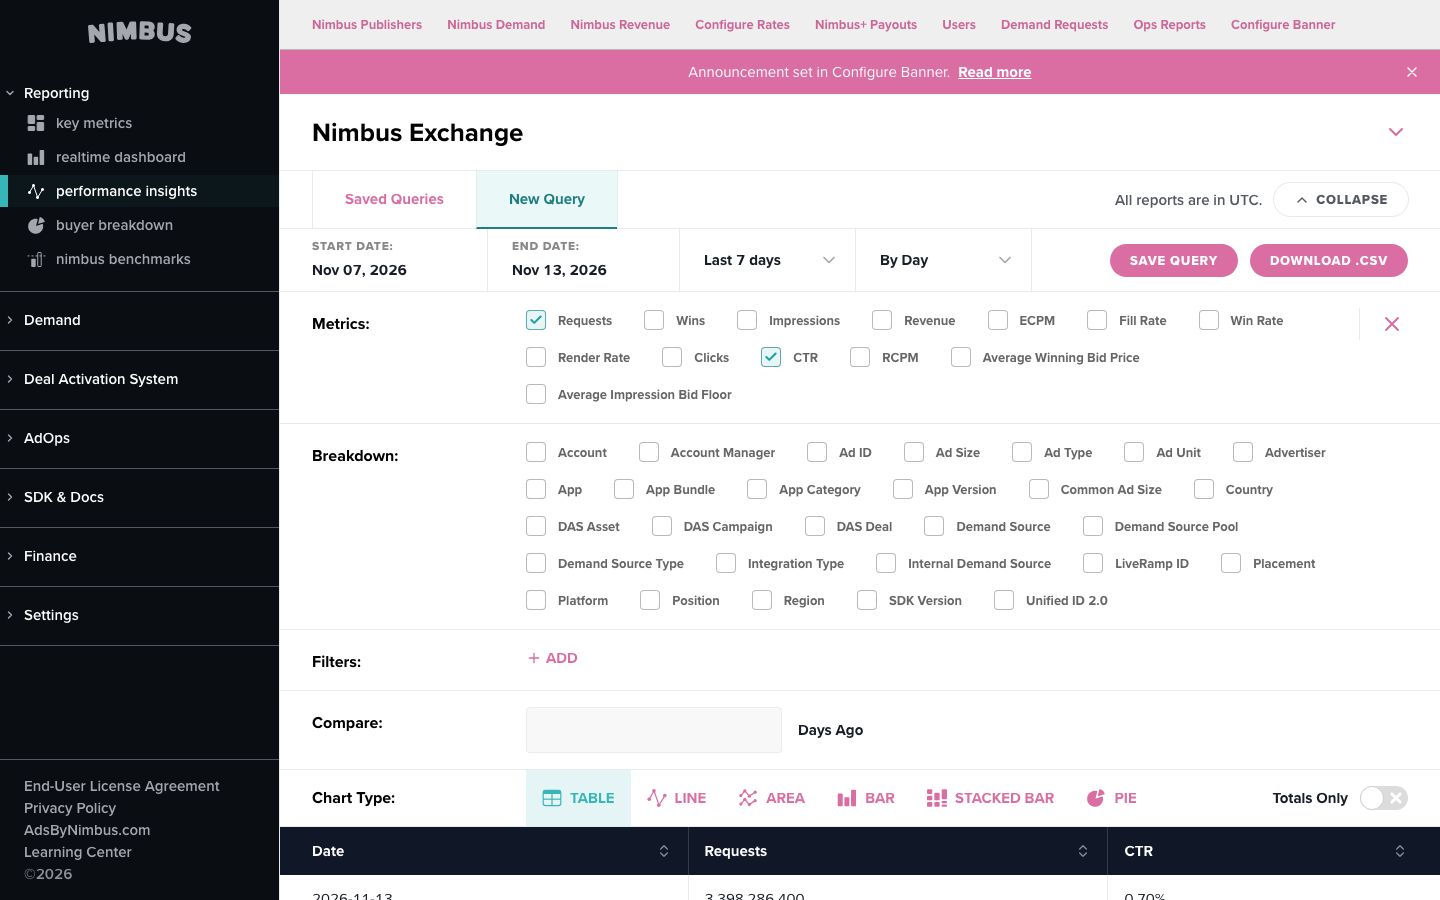 NIMBUS
Reporting
key metrics
realtime dashboard
performance insights
buyer breakdown
nimbus benchmarks
Demand
Deal Activation System
AdOps
SDK & Docs
Finance
Settings
End-User License Agreement
Privacy Policy
AdsByNimbus.com
Learning Center
©2026
Nimbus Publishers Nimbus Demand Nimbus Revenue Configure Rates Nimbus+ Payouts Users Demand Requests Ops Reports Configure Banner
Announcement set in Configure Banner. Read more
Nimbus Exchange
Saved Queries New Query All reports are in UTC. COLLAPSE
START DATE: END DATE:
Nov 07, 2026 Nov 13, 2026 Last 7 days By Day SAVE QUERY DOWNLOAD .CSV
Metrics: Requests Wins Impressions Revenue ECPM Fill Rate Win Rate
Render Rate Clicks CTR RCPM Average Winning Bid Price
Average Impression Bid Floor
Breakdown: Account Account Manager Ad ID Ad Size Ad Type Ad Unit Advertiser
App App Bundle App Category App Version Common Ad Size Country
DAS Asset DAS Campaign DAS Deal Demand Source Demand Source Pool
Demand Source Type Integration Type Internal Demand Source LiveRamp ID Placement
Platform Position Region SDK Version Unified ID 2.0
Filters: + ADD
Compare: Days Ago
Chart Type: TABLE LINE AREA BAR STACKED BAR PIE Totals Only
Date Requests CTR
2026-11-13 3,398,286,400 0.70%